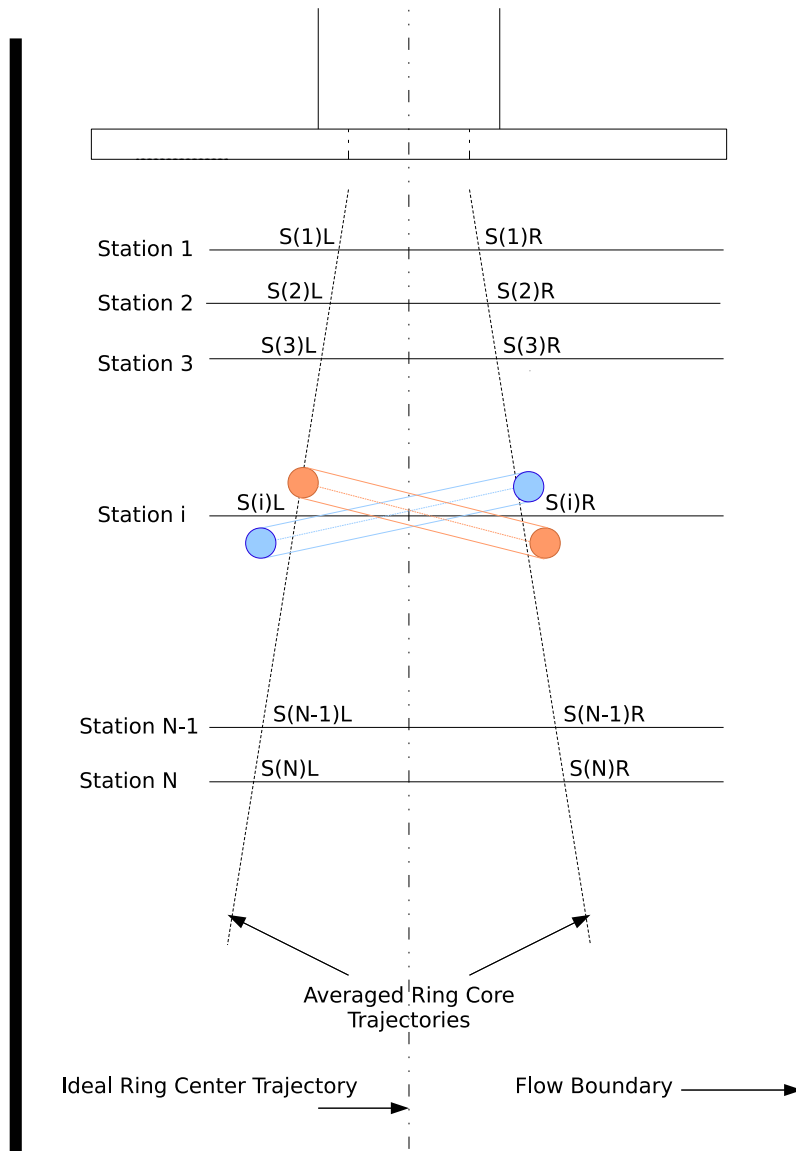 S(1)L
S(1)R
Station 1
S(2)L
S(2)R
Station 2
S(3)L
S(3)R
Station 3
S(i)L
S(i)R
Station i
S(N-1)L
S(N-1)R
Station N-1
S(N)L
S(N)R
Station N
Averaged Ring Core
Trajectories
Ideal Ring Center Trajectory
Flow Boundary